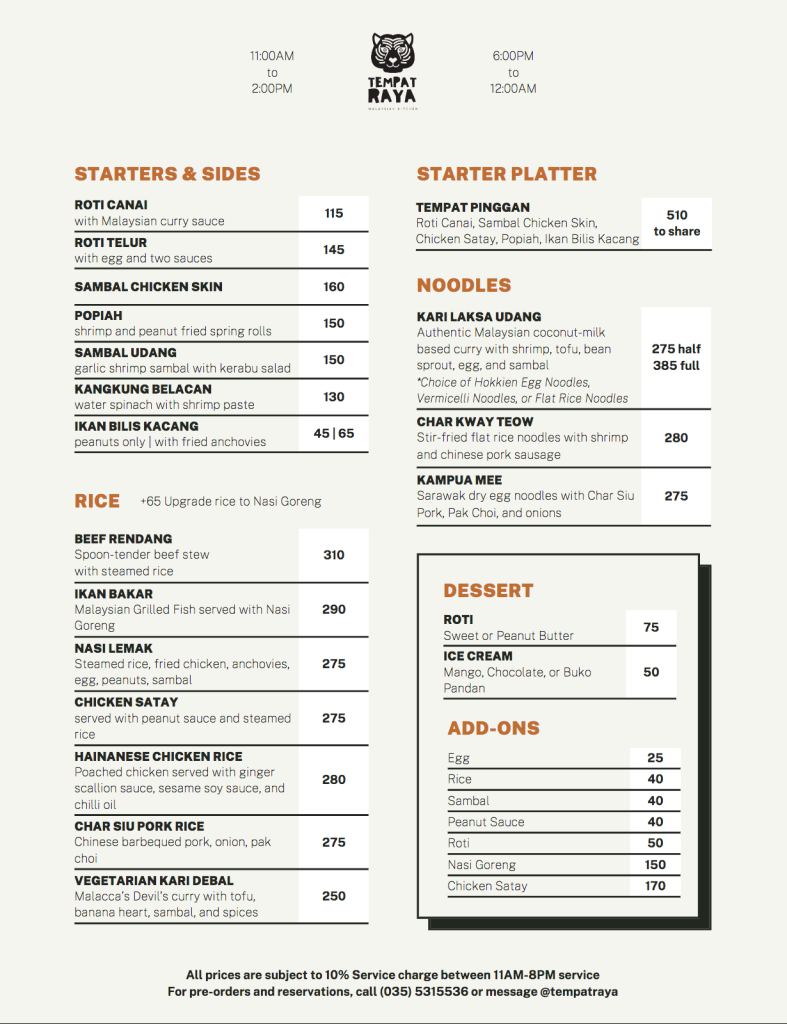 11:00AM
to
2:00PM
TEMPAT
RAYA
MALAYSIAN KITCHEN
6:00PM
to
12:00AM
STARTERS & SIDES
ROTI CANAI
with Malaysian curry sauce
115
ROTI TELUR
with egg and two sauces
145
SAMBAL CHICKEN SKIN
160
POPIAH
shrimp and peanut fried spring rolls
150
SAMBAL UDANG
garlic shrimp sambal with kerabu salad
150
KANGKUNG BELACAN
water spinach with shrimp paste
130
IKAN BILIS KACANG
peanuts only | with fried anchovies
45 | 65
RICE
+65 Upgrade rice to Nasi Goreng
BEEF RENDANG
Spoon-tender beef stew
with steamed rice
310
IKAN BAKAR
Malaysian Grilled Fish served with Nasi
Goreng
290
NASI LEMAK
Steamed rice, fried chicken, anchovies,
egg, peanuts, sambal
275
CHICKEN SATAY
served with peanut sauce and steamed
rice
275
HAINANESE CHICKEN RICE
Poached chicken served with ginger
scallion sauce, sesame soy sauce, and
chilli oil
280
CHAR SIU PORK RICE
Chinese barbequed pork, onion, pak
choi
275
VEGETARIAN KARI DEBAL
Malacca's Devil's curry with tofu,
banana heart, sambal, and spices
250
STARTER PLATTER
TEMPAT PINGGAN
Roti Canai, Sambal Chicken Skin,
Chicken Satay, Popiah, Ikan Bilis Kacang
510
to share
NOODLES
KARI LAKSA UDANG
Authentic Malaysian coconut-milk
based curry with shrimp, tofu, bean
sprout, egg, and sambal
*Choice of Hokkien Egg Noodles,
Vermicelli Noodles, or Flat Rice Noodles
275 half
385 full
CHAR KWAY TEOW
Stir-fried flat rice noodles with shrimp
and chinese pork sausage
280
KAMPUA MEE
Sarawak dry egg noodles with Char Siu
Pork, Pak Choi, and onions
275
DESSERT
ROTI
Sweet or Peanut Butter
75
ICE CREAM
Mango, Chocolate, or Buko
Pandan
50
ADD-ONS
Egg 25
Rice 40
Sambal 40
Peanut Sauce 40
Roti 50
Nasi Goreng 150
Chicken Satay 170
All prices are subject to 10% Service charge between 11AM-8PM service
For pre-orders and reservations, call (035) 5315536 or message @tempatraya